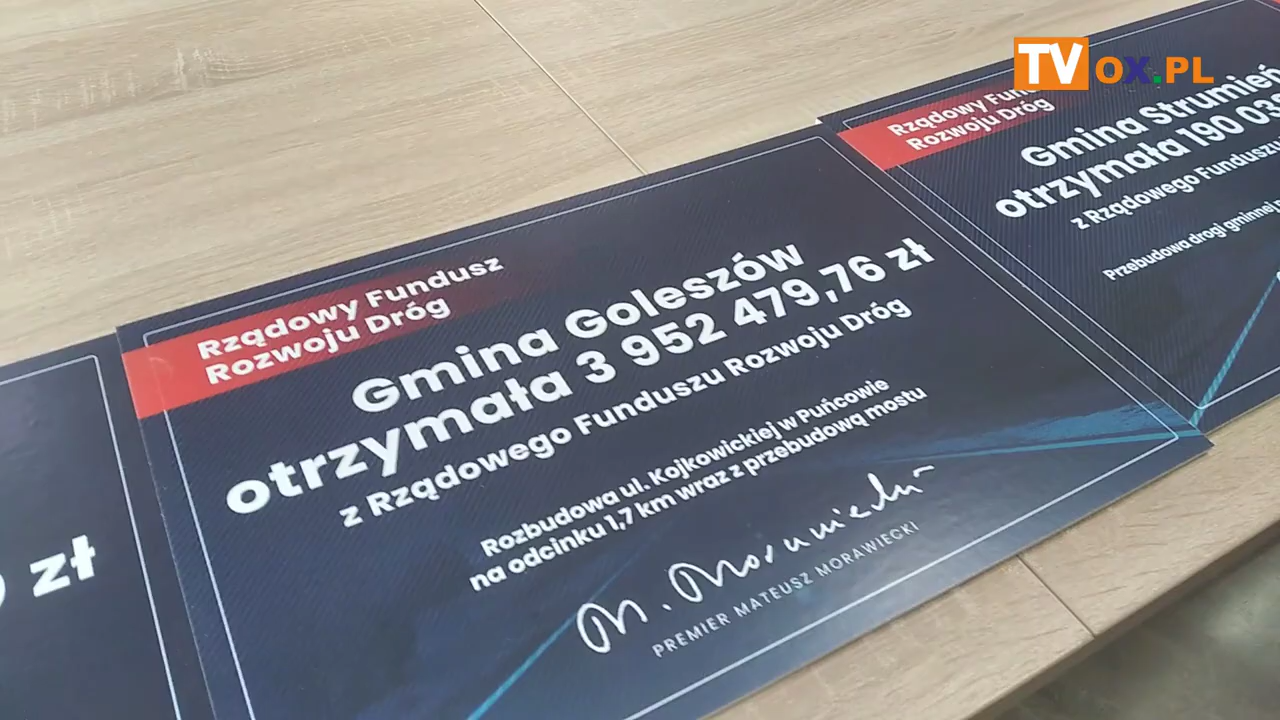 TVOX.PL
Rządowy Fundusz
Rozwoju Dróg
Gmina Goleszów
otrzymała 3 952 479,76 zł
z Rządowego Funduszu Rozwoju Dróg
Rozbudowa ul. Kojkowickiej w Puńcowie
na odcinku 1,7 km wraz z przebudową mostu
M. Morawiecki
PREMIER MATEUSZ MORAWIECKI
Rządowy
Rozwoju Dróg
Gmina Strumień
otrzymała 190
z Rządowego Funduszu
Przebudowa drogi gminnej
zł